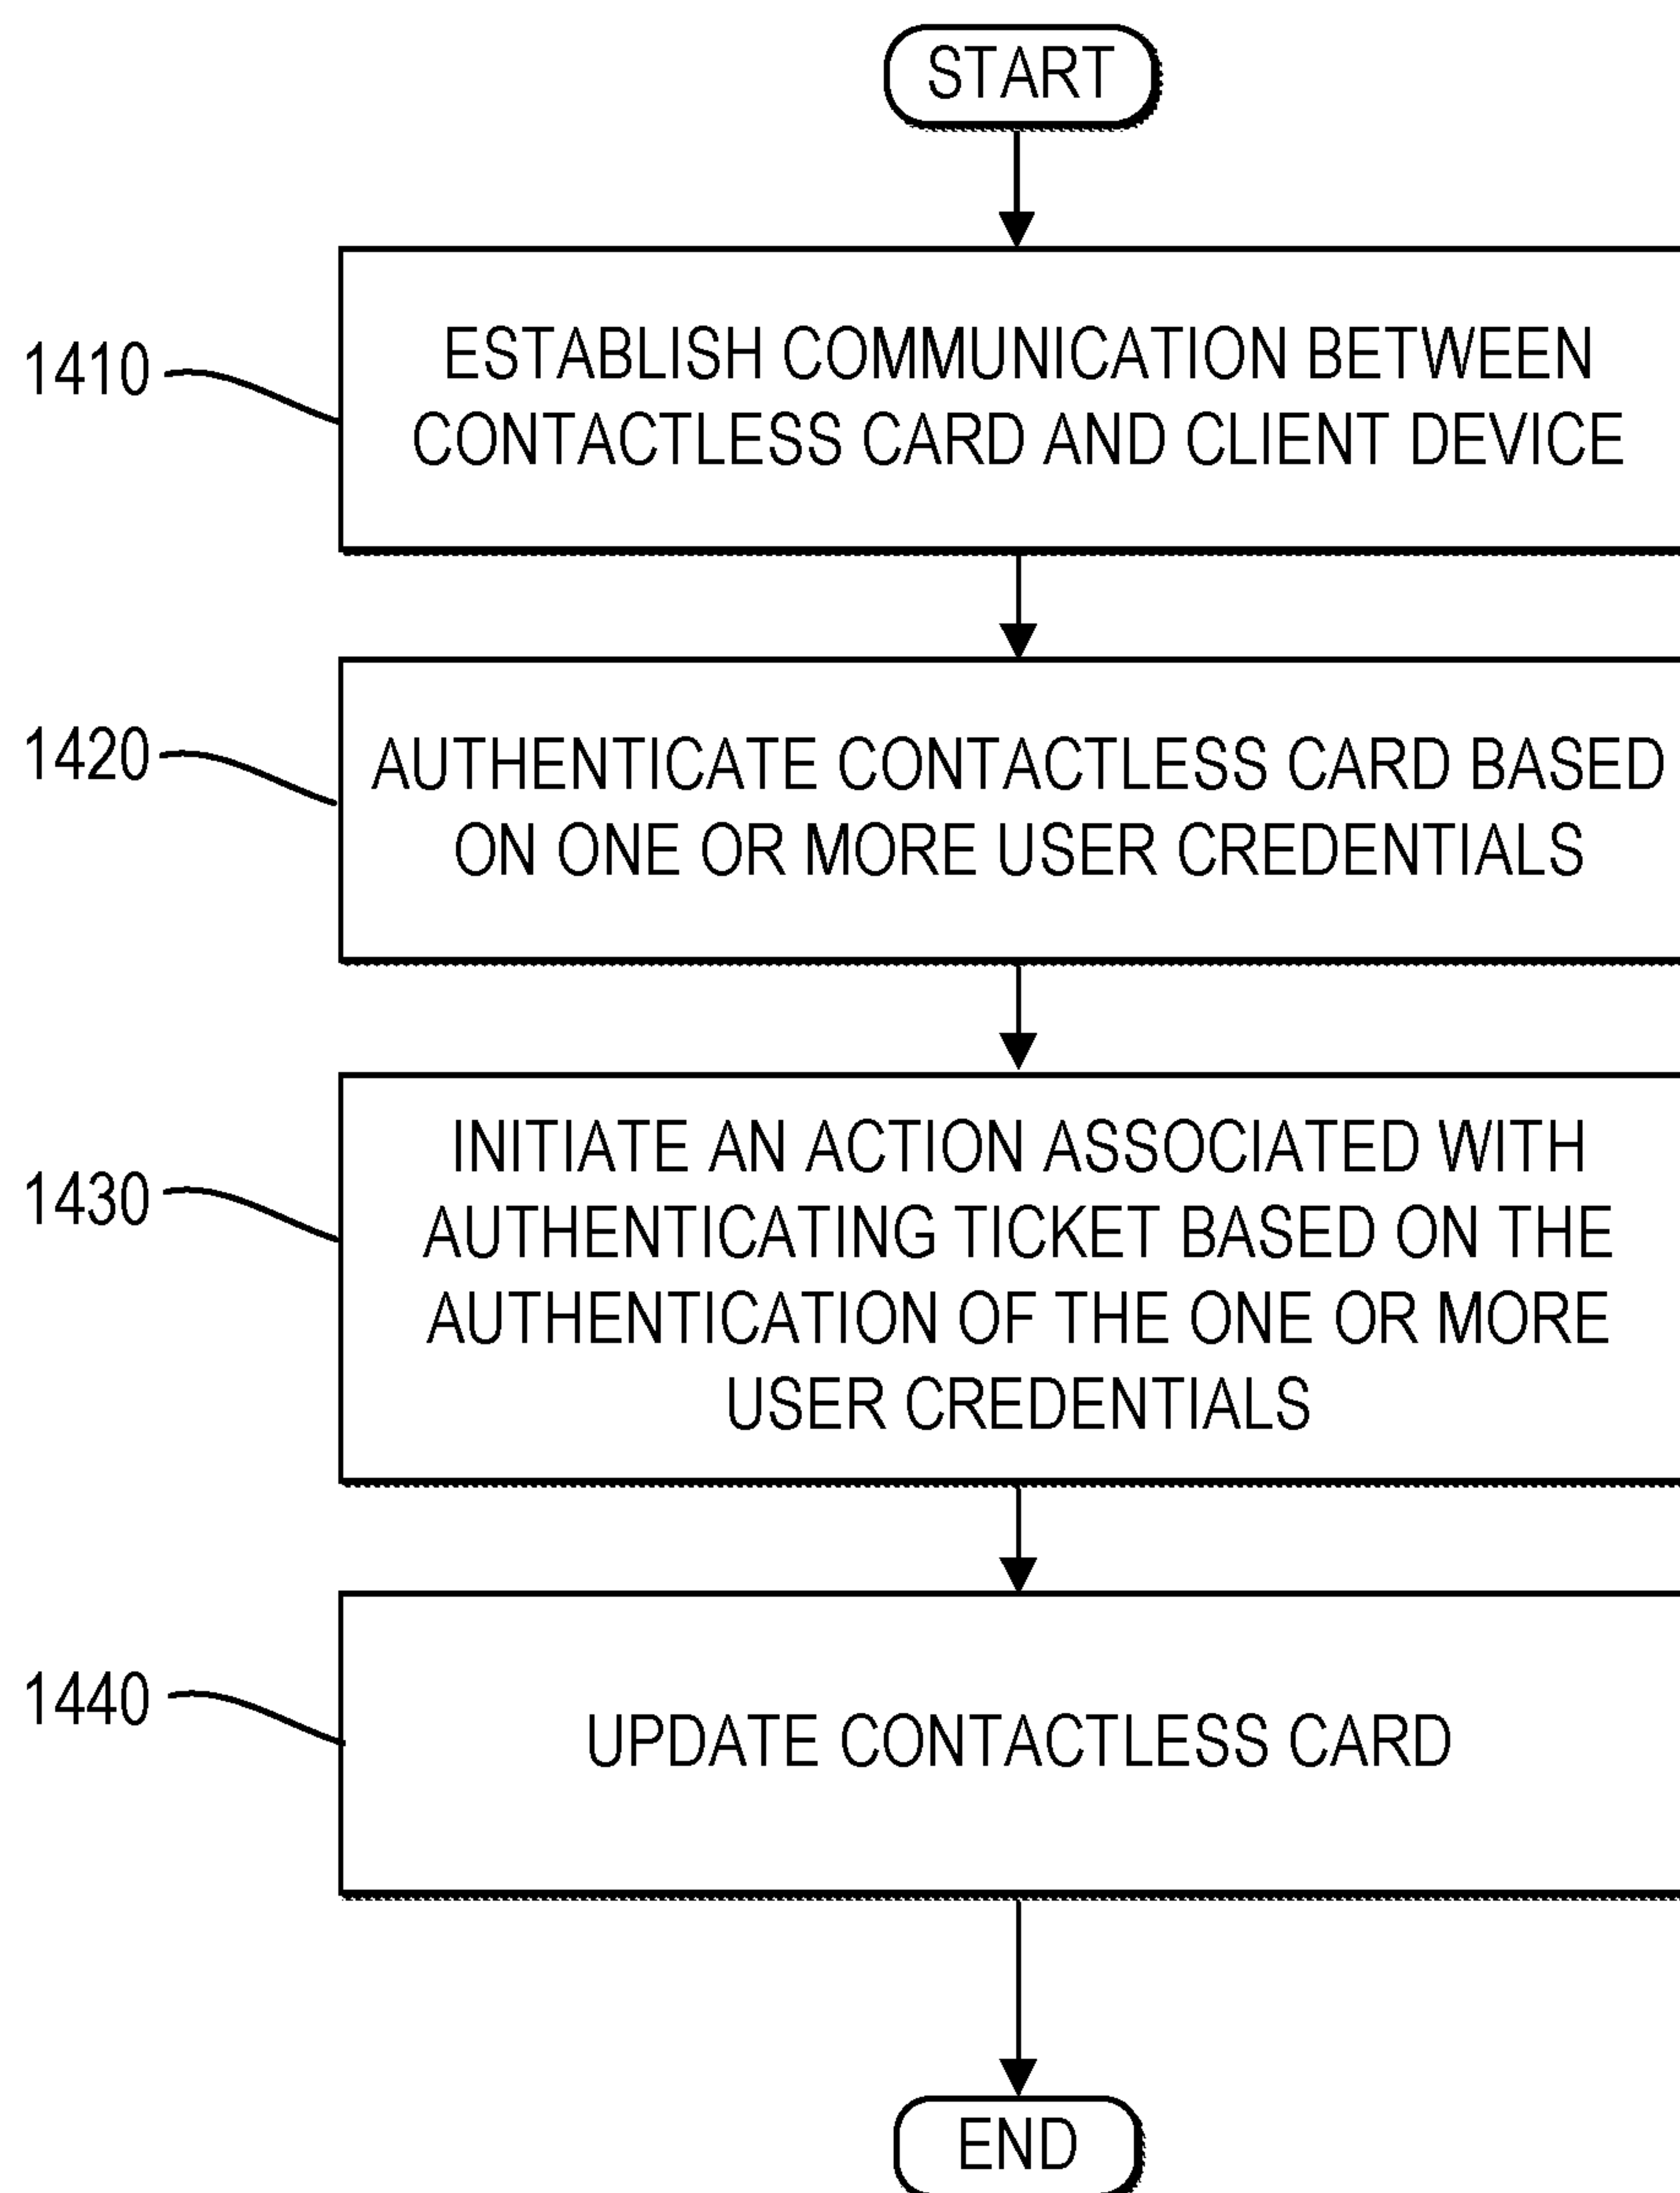 START
1410
ESTABLISH COMMUNICATION BETWEEN
CONTACTLESS CARD AND CLIENT DEVICE
1420
AUTHENTICATE CONTACTLESS CARD BASED
ON ONE OR MORE USER CREDENTIALS
1430
INITIATE AN ACTION ASSOCIATED WITH
AUTHENTICATING TICKET BASED ON THE
AUTHENTICATION OF THE ONE OR MORE
USER CREDENTIALS
1440
UPDATE CONTACTLESS CARD
END